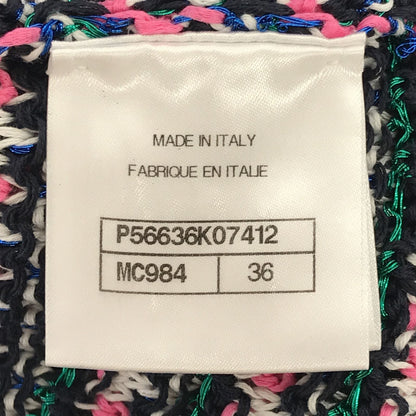 MADE IN ITALY
FABRIQUE EN ITALIE
P56636K07412
MC984 36